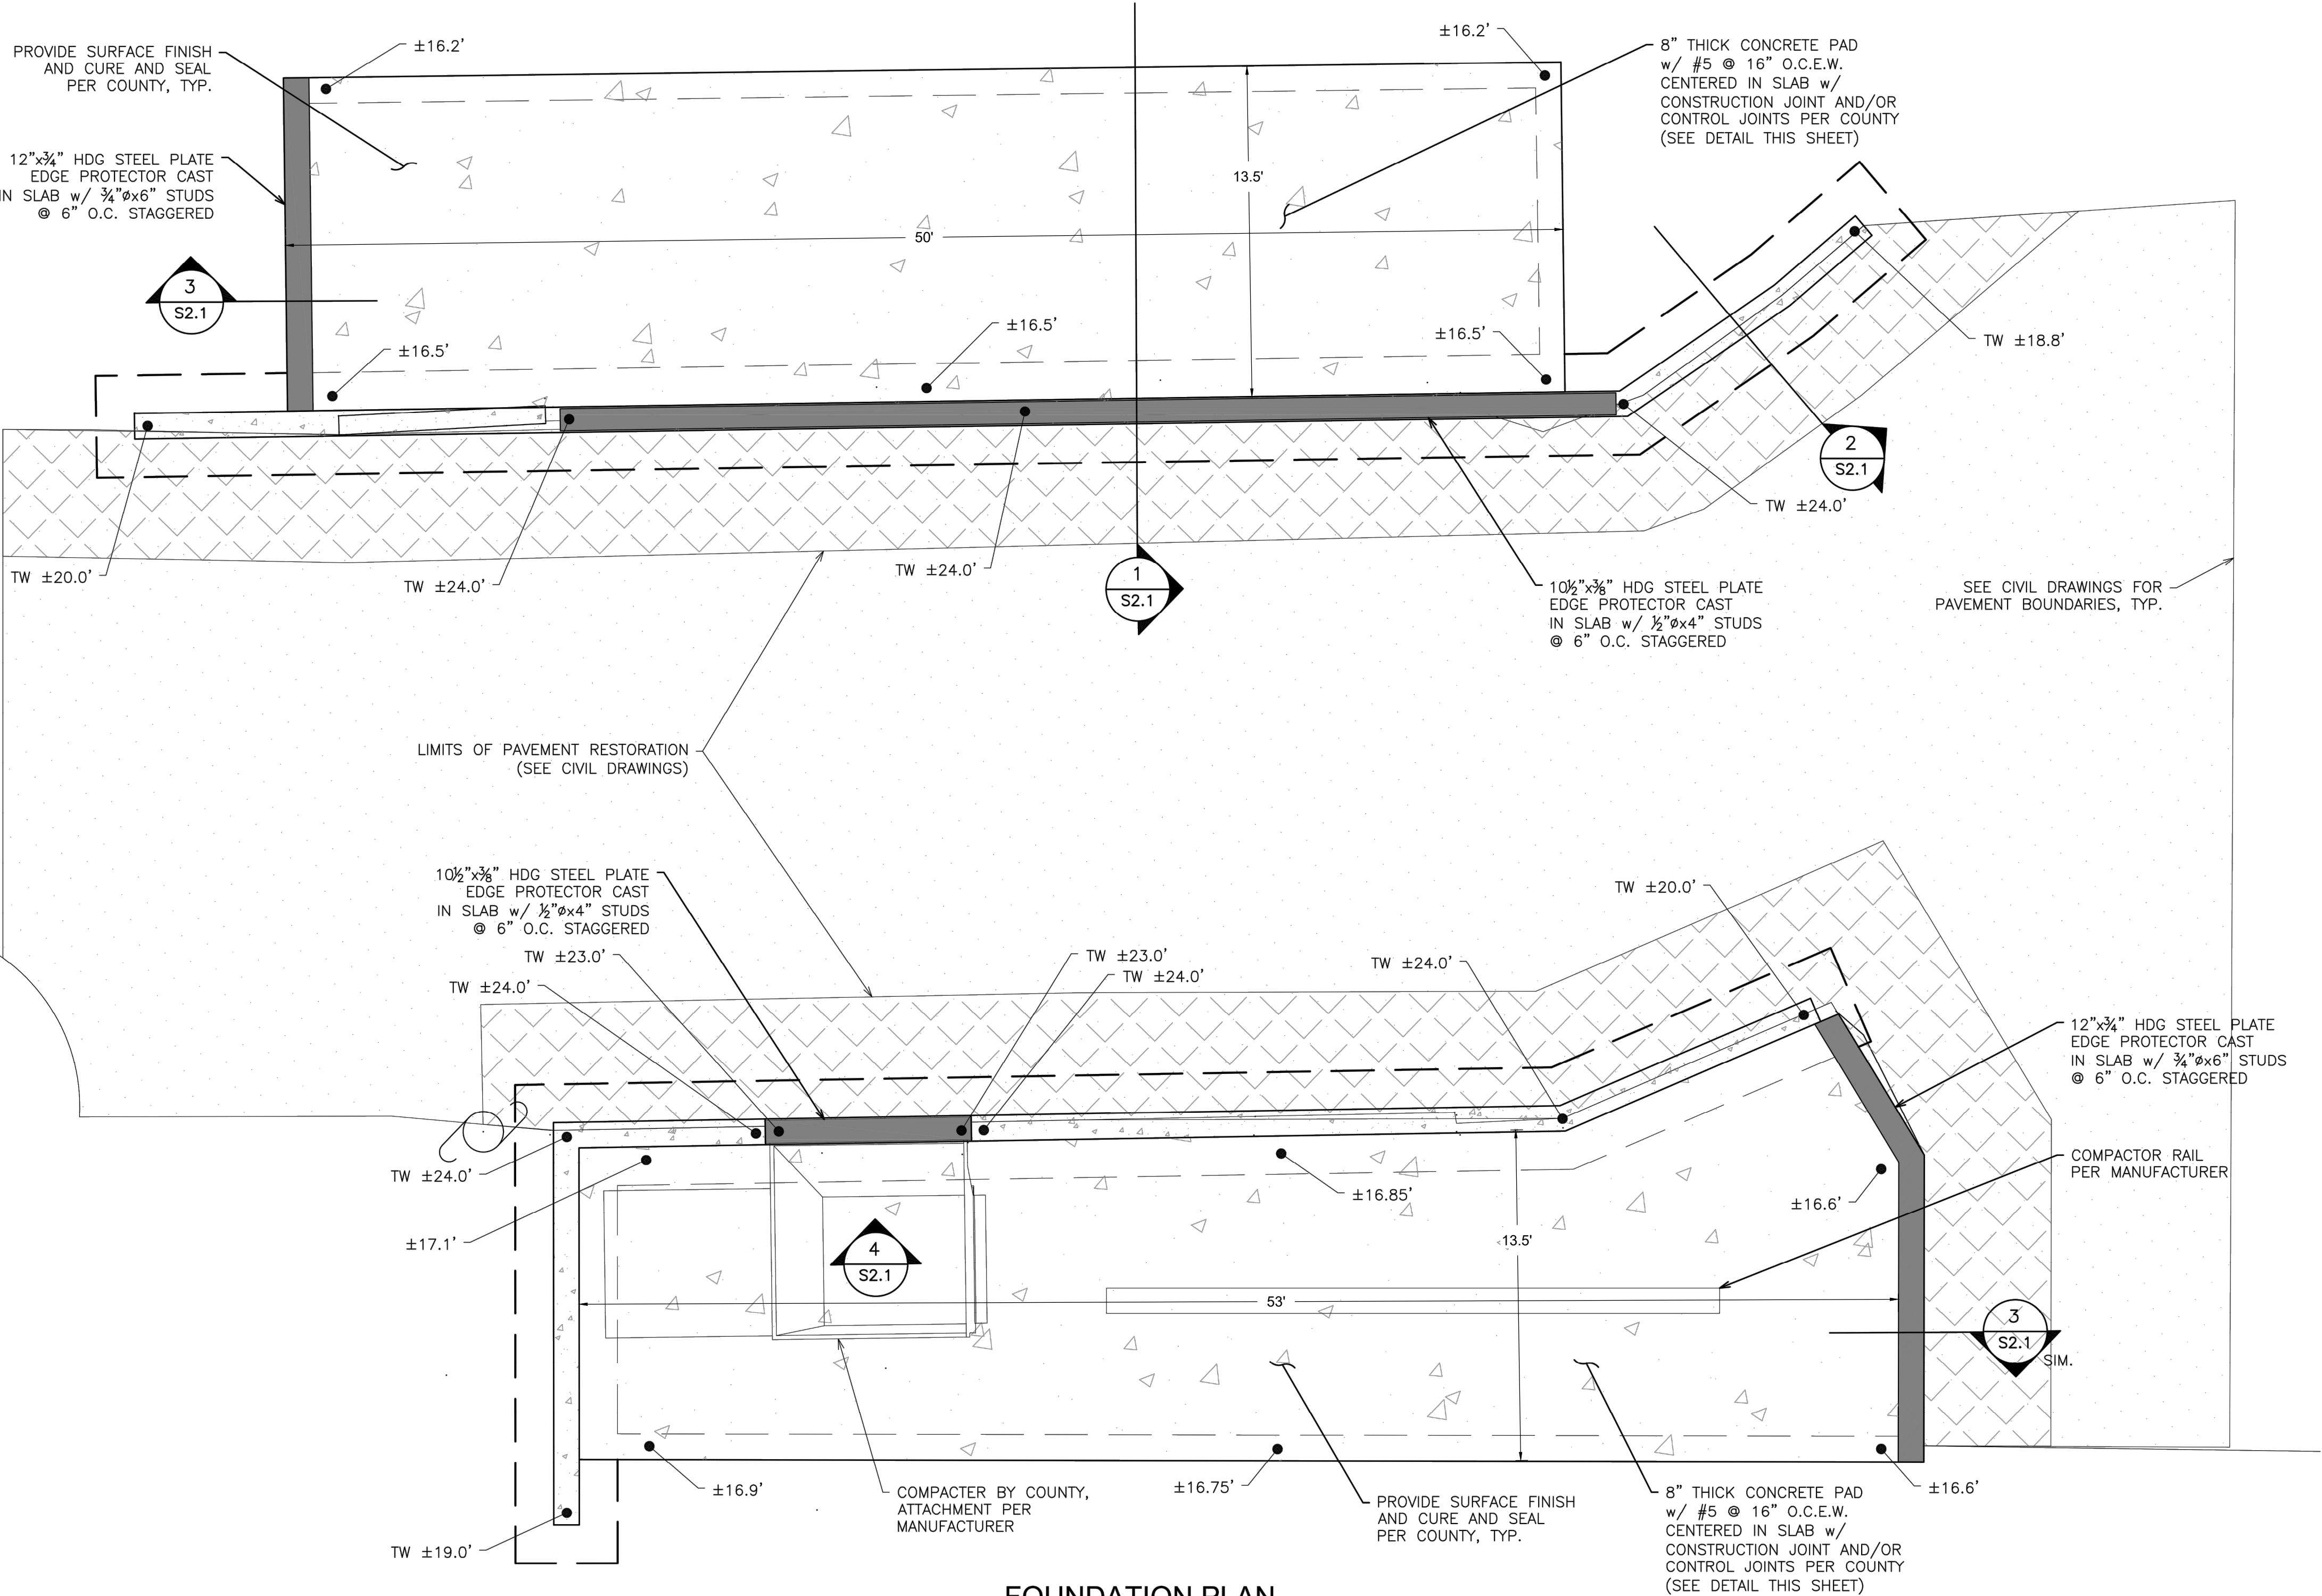 PROVIDE SURFACE FINISH
AND CURE AND SEAL
PER COUNTY, TYP.
±16.2'
±16.2'
8" THICK CONCRETE PAD
w/ #5 @ 16" O.C.E.W.
CENTERED IN SLAB w/
CONSTRUCTION JOINT AND/OR
CONTROL JOINTS PER COUNTY
(SEE DETAIL THIS SHEET)
12"x¾" HDG STEEL PLATE
EDGE PROTECTOR CAST
IN SLAB w/ ¾"øx6" STUDS
@ 6" O.C. STAGGERED
13.5'
50'
3
S2.1
±16.5'
±16.5'
±16.5'
TW ±18.8'
2
S2.1
TW ±24.0'
TW ±20.0'
TW ±24.0'
TW ±24.0'
1
S2.1
10½"x⅜" HDG STEEL PLATE
EDGE PROTECTOR CAST
IN SLAB w/ ½"øx4" STUDS
@ 6" O.C. STAGGERED
SEE CIVIL DRAWINGS FOR
PAVEMENT BOUNDARIES, TYP.
LIMITS OF PAVEMENT RESTORATION
(SEE CIVIL DRAWINGS)
10½"x⅜" HDG STEEL PLATE
EDGE PROTECTOR CAST
IN SLAB w/ ½"øx4" STUDS
@ 6" O.C. STAGGERED
TW ±23.0'
TW ±24.0'
TW ±23.0'
TW ±24.0'
TW ±24.0'
TW ±20.0'
12"x¾" HDG STEEL PLATE
EDGE PROTECTOR CAST
IN SLAB w/ ¾"øx6" STUDS
@ 6" O.C. STAGGERED
TW ±24.0'
±17.1'
±16.85'
±16.6'
COMPACTOR RAIL
PER MANUFACTURER
4
S2.1
13.5'
53'
3
S2.1
SIM.
±16.9'
±16.75'
±16.6'
COMPACTER BY COUNTY,
ATTACHMENT PER
MANUFACTURER
PROVIDE SURFACE FINISH
AND CURE AND SEAL
PER COUNTY, TYP.
8" THICK CONCRETE PAD
w/ #5 @ 16" O.C.E.W.
CENTERED IN SLAB w/
CONSTRUCTION JOINT AND/OR
CONTROL JOINTS PER COUNTY
(SEE DETAIL THIS SHEET)
TW ±19.0'
FOUNDATION PLAN